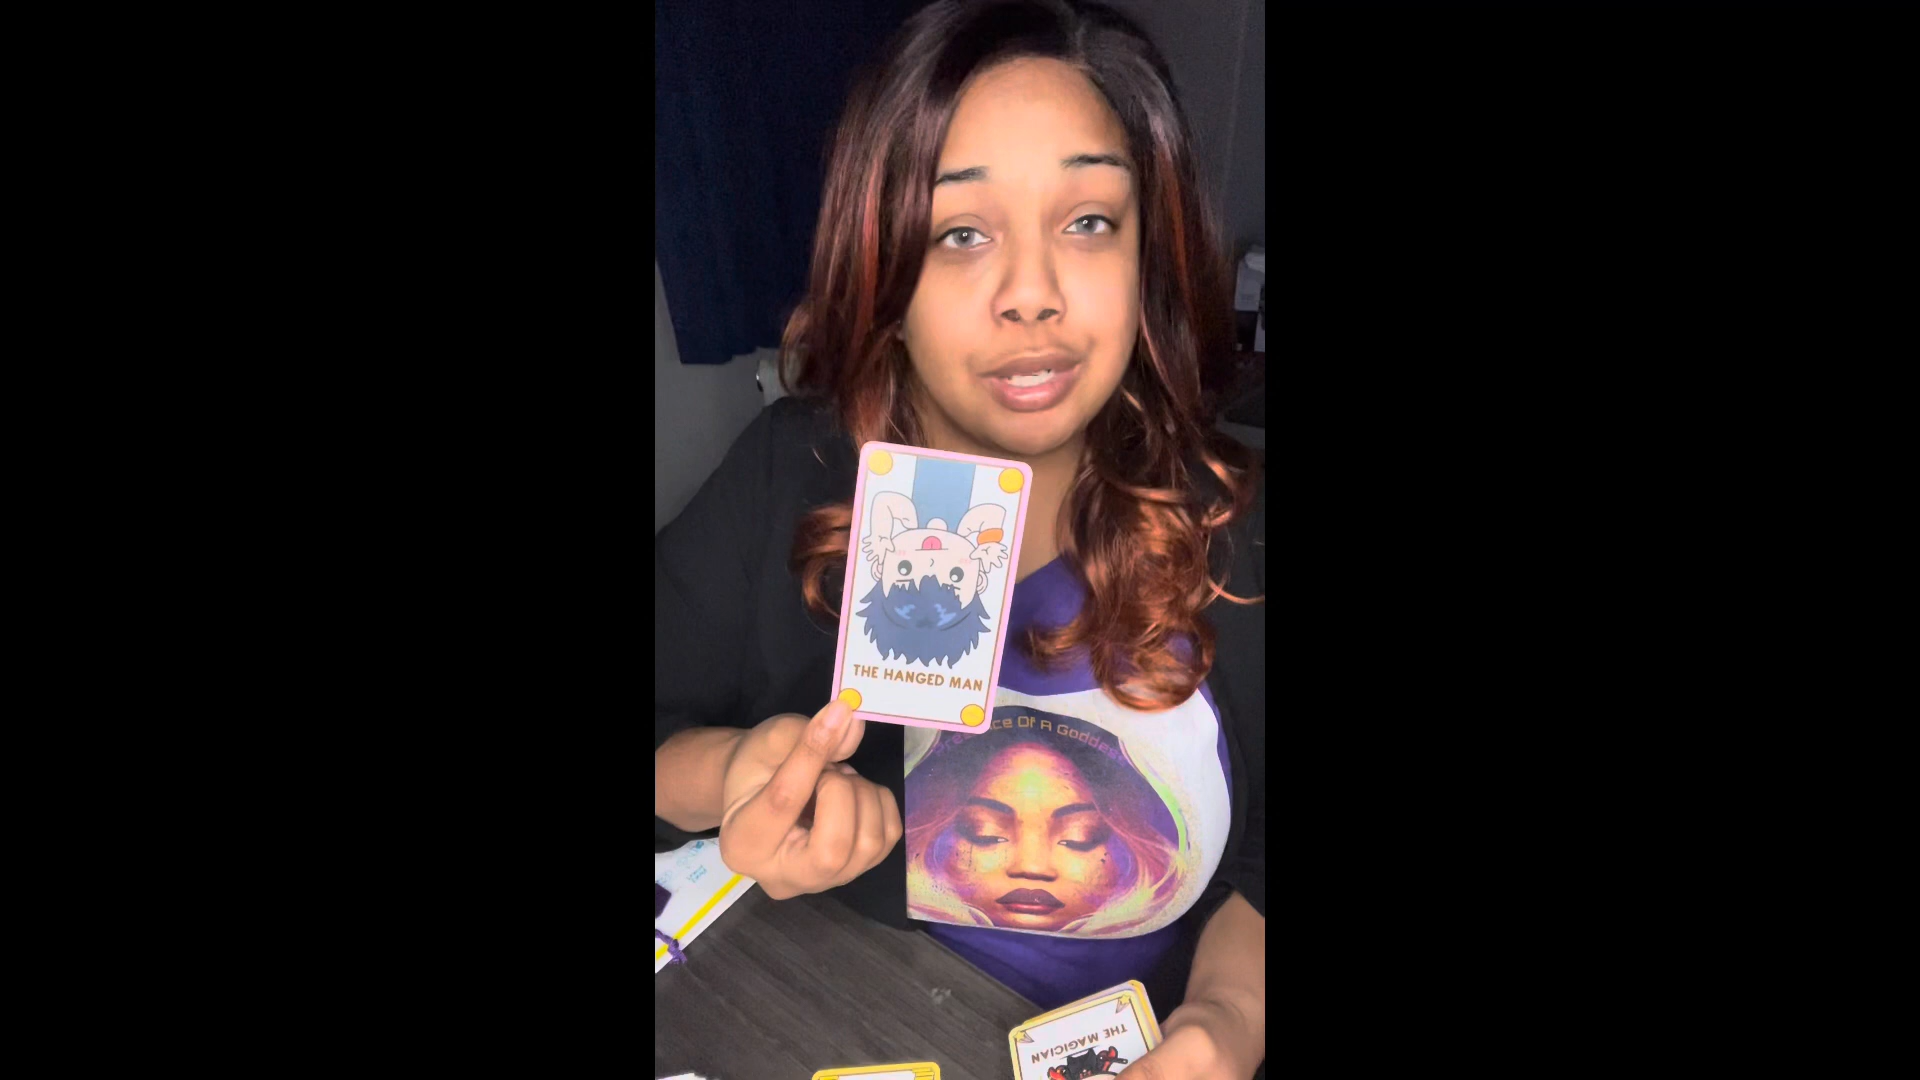 THE HANGED MAN
Of A Goddess
THE MAGICIAN